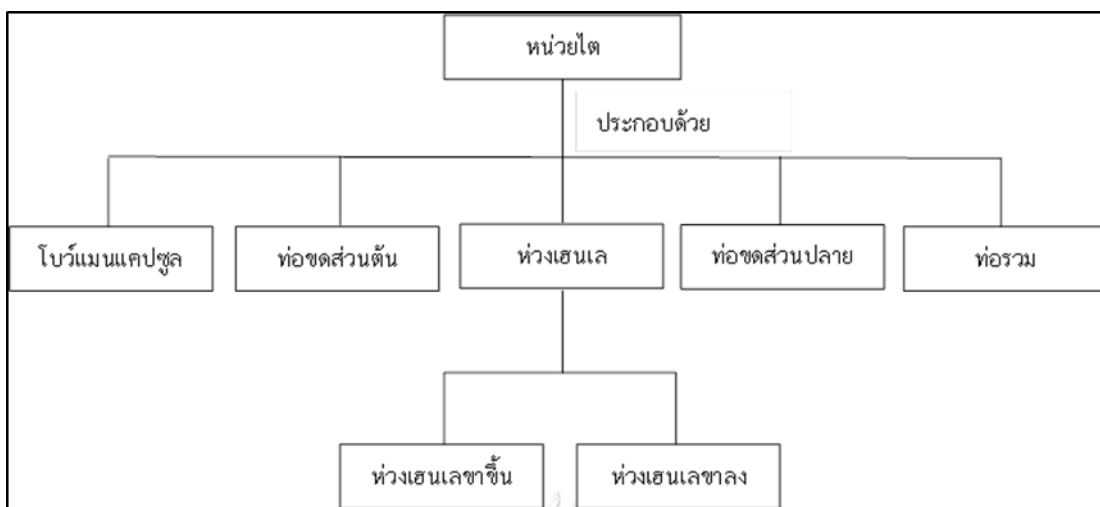 หน่วยไต
ประกอบด้วย
โบว์แมนแคปซูล
ท่อขดส่วนต้น
ห่วงเฮนเล
ท่อขดส่วนปลาย
ท่อรวม
ห่วงเฮนเลขาขึ้น
ห่วงเฮนเลขาลง